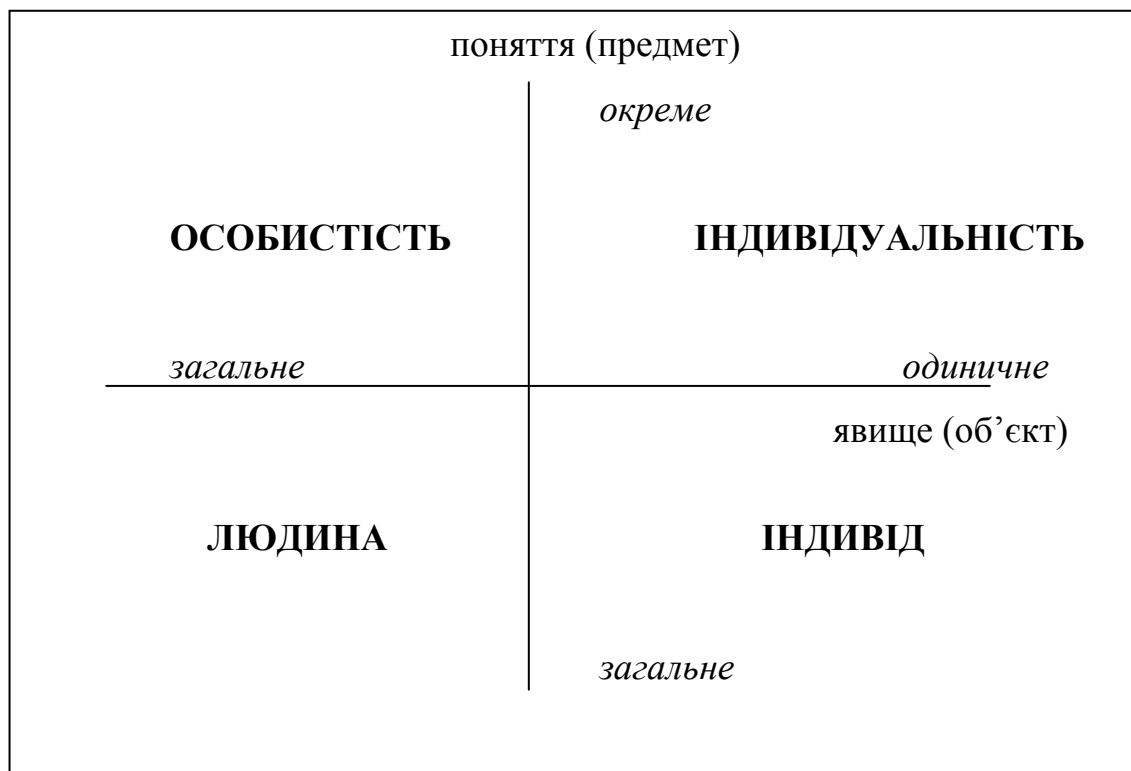 поняття (предмет)
окреме
ОСОБИСТІСТЬ ІНДИВІДУАЛЬНІСТЬ
загальне одиничне
явище (об’єкт)
ЛЮДИНА ІНДИВІД
загальне